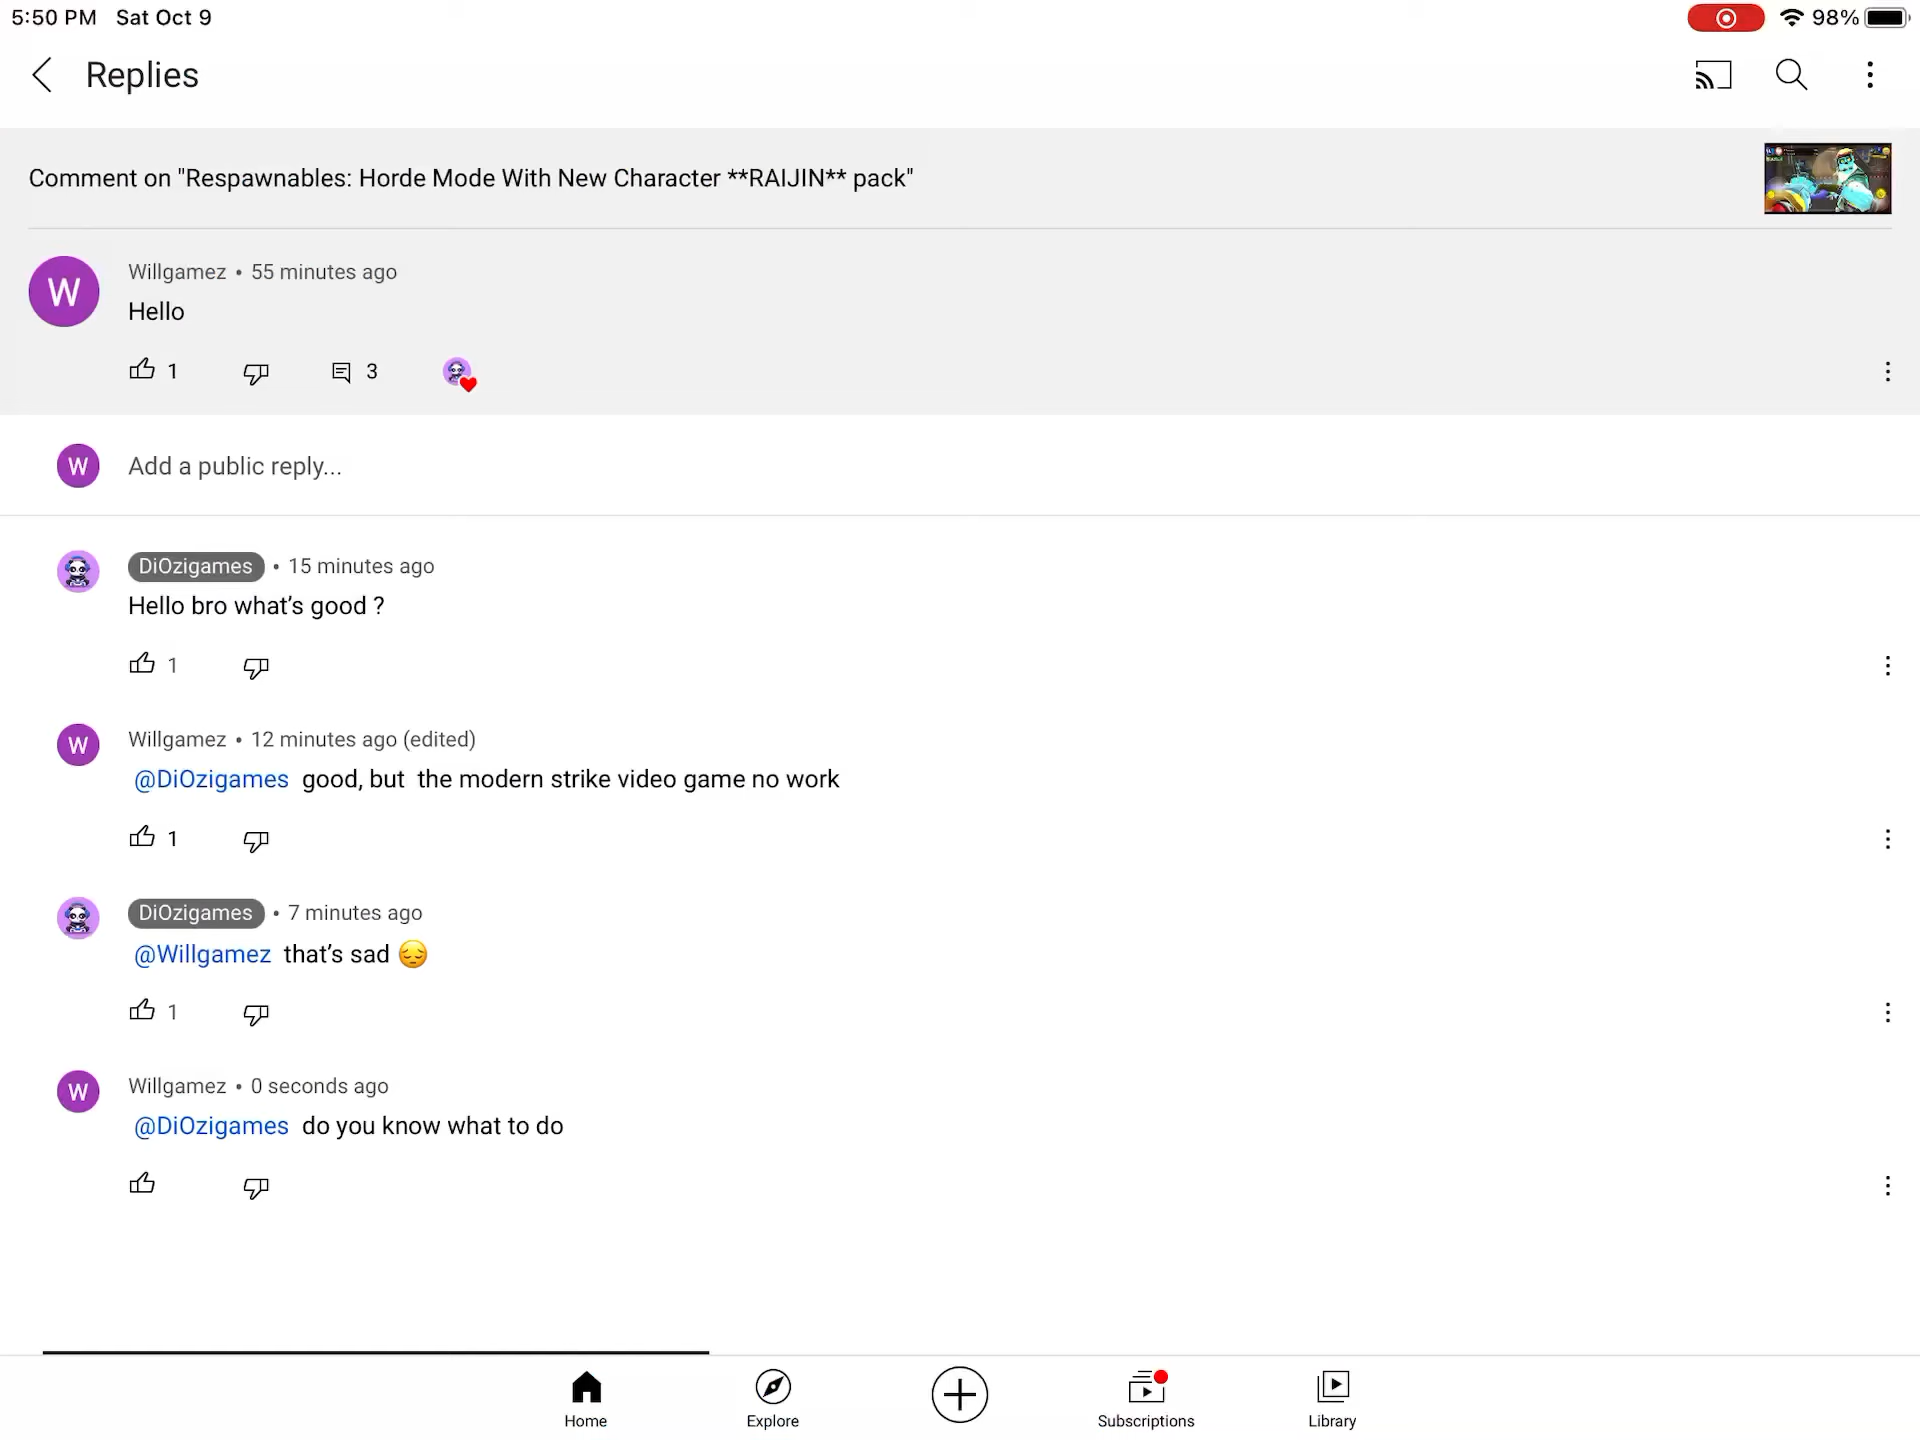 5:50 PM Sat Oct 9
98%
Replies
Comment on "Respawnables: Horde Mode With New Character **RAIJIN** pack"
W
Willgamez • 55 minutes ago
Hello
1 3
W
Add a public reply...
DiOzigames • 15 minutes ago
Hello bro what's good ?
1
W
Willgamez • 12 minutes ago (edited)
@DiOzigames good, but the modern strike video game no work
1
DiOzigames • 7 minutes ago
@Willgamez that's sad 😔
1
W
Willgamez • 0 seconds ago
@DiOzigames do you know what to do
Home Explore Subscriptions Library